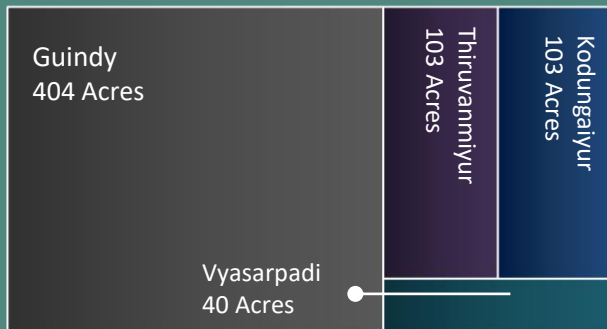 Guindy
404 Acres
Thiruvanmiyur
103 Acres
Kodungaiyur
103 Acres
Vyasarpadi
40 Acres